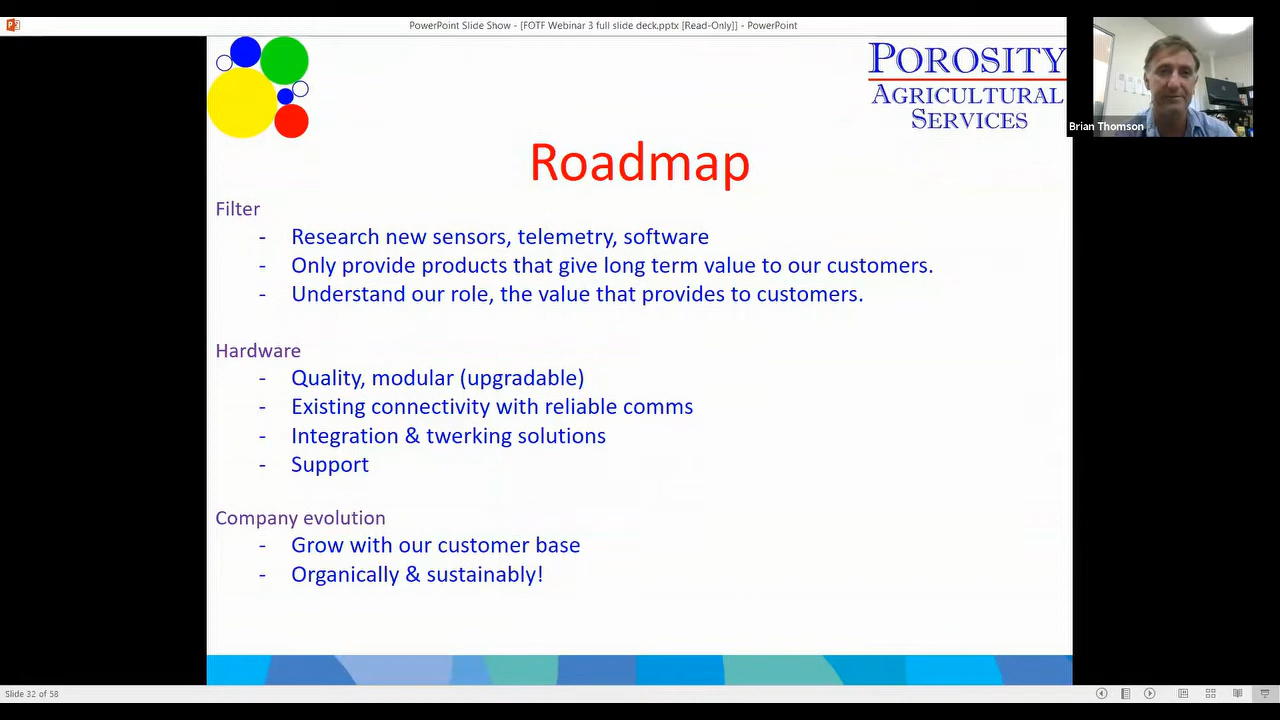 PowerPoint Slide Show - [FOTF Webinar 3 full slide deck.pptx [Read-Only]] - PowerPoint
POROSITY
AGRICULTURAL
SERVICES
Brian Thomson
Roadmap
Filter
- Research new sensors, telemetry, software
- Only provide products that give long term value to our customers.
- Understand our role, the value that provides to customers.
Hardware
- Quality, modular (upgradable)
- Existing connectivity with reliable comms
- Integration & twerking solutions
- Support
Company evolution
- Grow with our customer base
- Organically & sustainably!
Slide 32 of 58